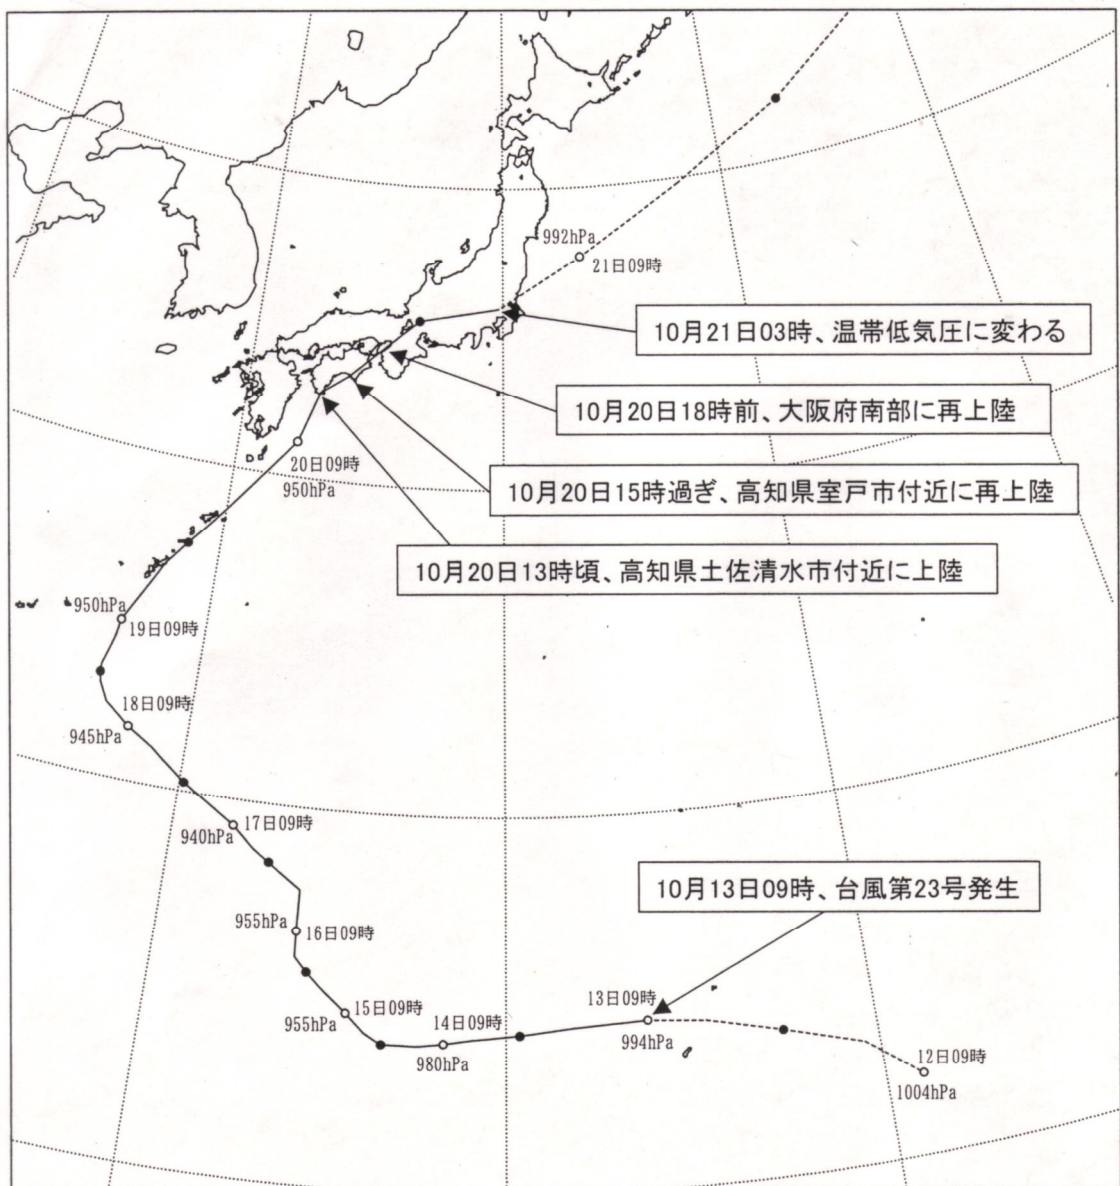 992hPa
21日09時
10月21日03時、温帯低気圧に変わる
10月20日18時前、大阪府南部に再上陸
20日09時
950hPa
10月20日15時過ぎ、高知県室戸市付近に再上陸
10月20日13時頃、高知県土佐清水市付近に上陸
950hPa
19日09時
18日09時
945hPa
17日09時
940hPa
10月13日09時、台風第23号発生
955hPa
16日09時
13日09時
15日09時
955hPa
14日09時
994hPa
980hPa
12日09時
1004hPa